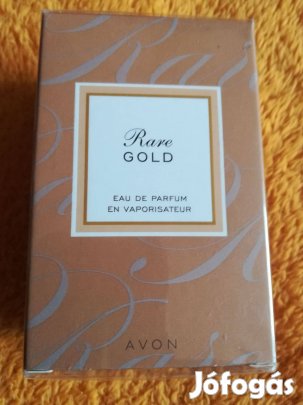 Rare
GOLD
EAU DE PARFUM
EN VAPORISATEUR
AVON
Jófogás